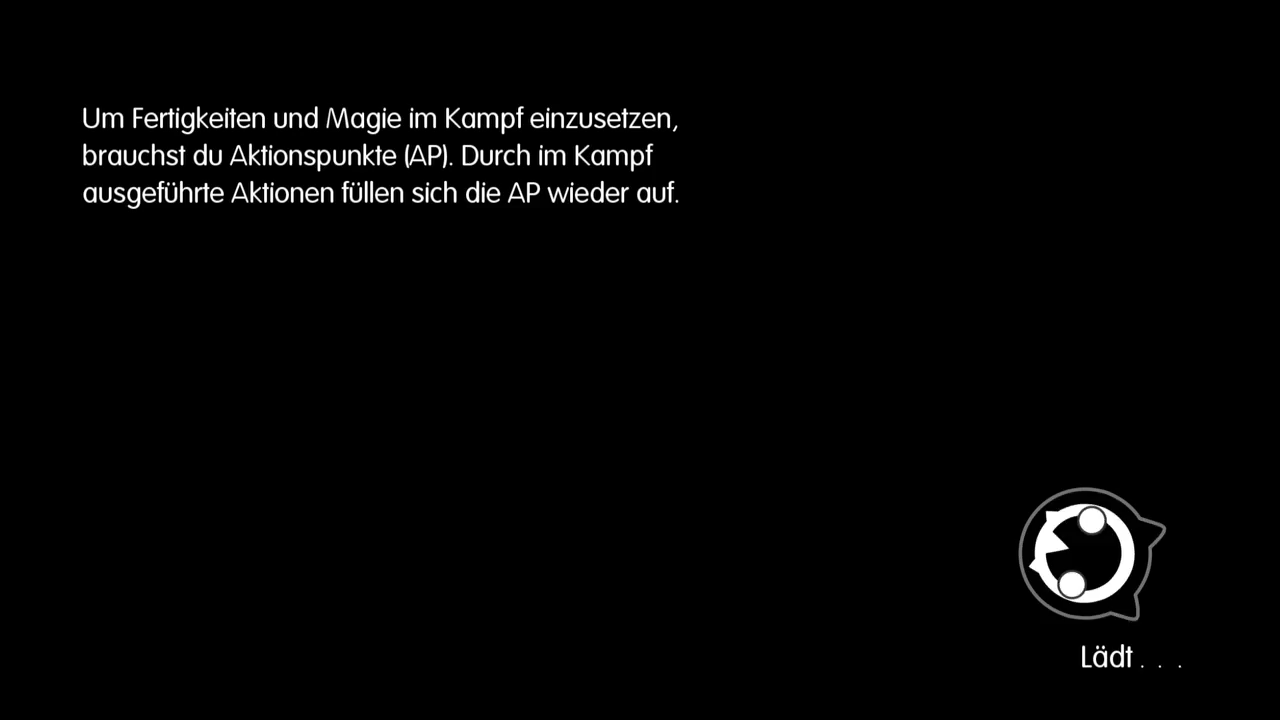 Um Fertigkeiten und Magie im Kampf einzusetzen,
brauchst du Aktionspunkte (AP). Durch im Kampf
ausgeführte Aktionen füllen sich die AP wieder auf.
Lädt . . .